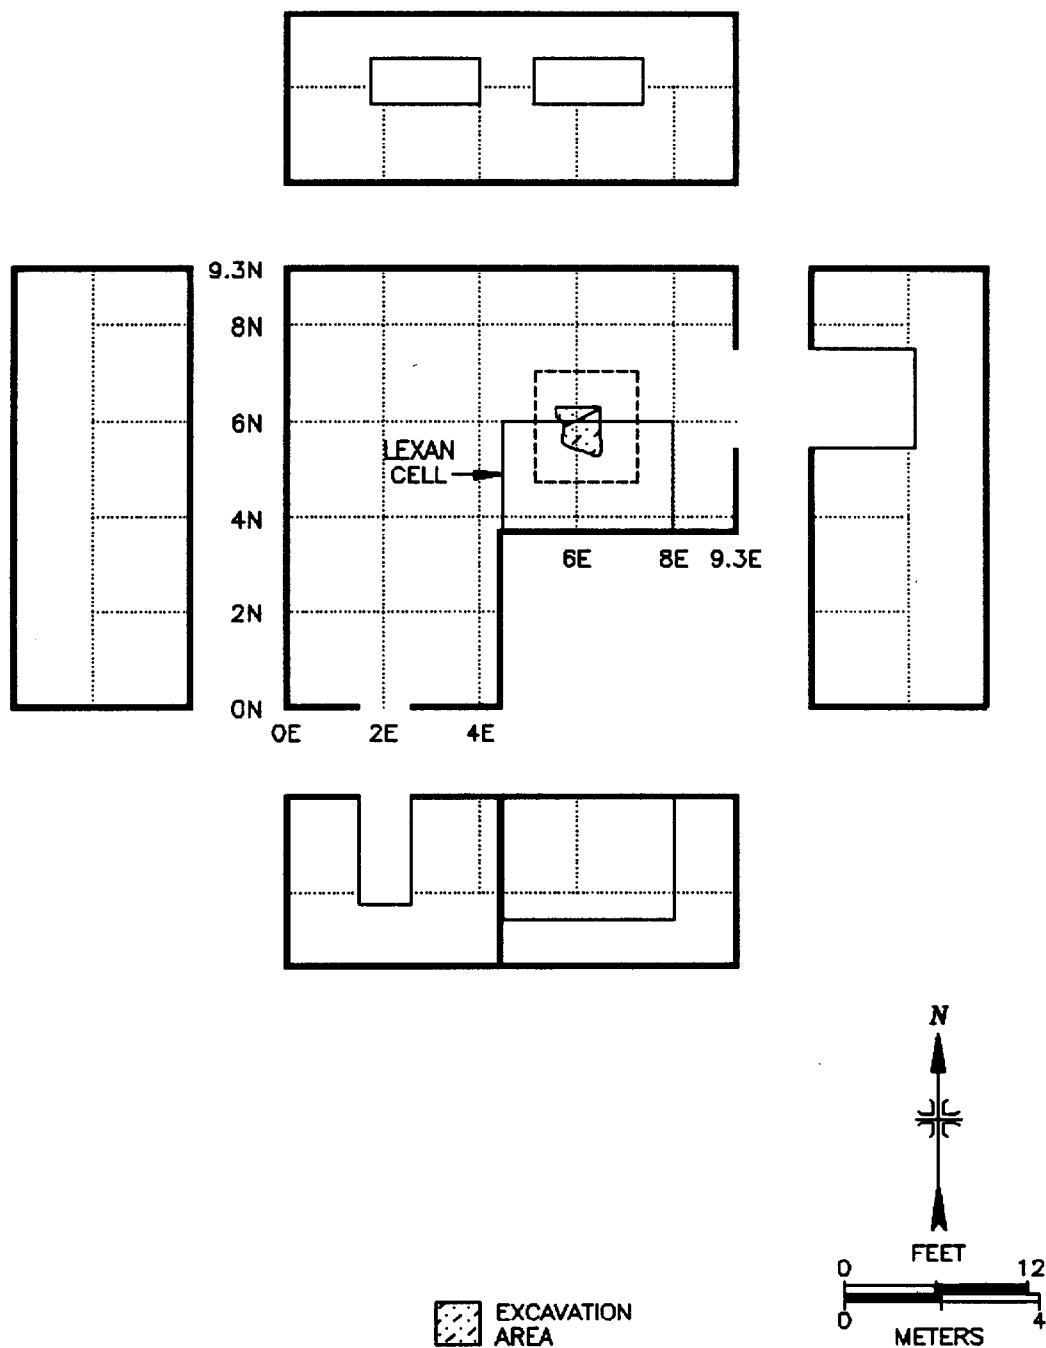 9.3N
8N
6N
LEXAN
CELL
4N
6E 8E 9.3E
2N
0N
0E 2E 4E
N
FEET
0 12
0 4
METERS
EXCAVATION
AREA